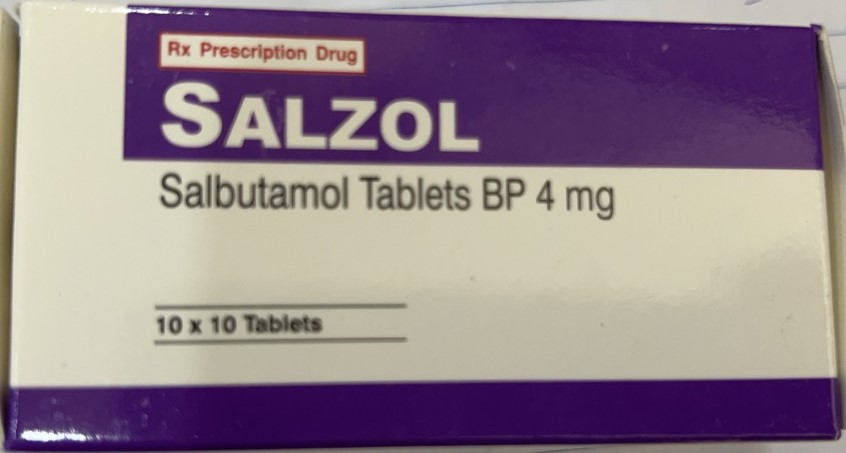 Rx Prescription Drug
SALZOL
Salbutamol Tablets BP 4 mg
10 x 10 Tablets